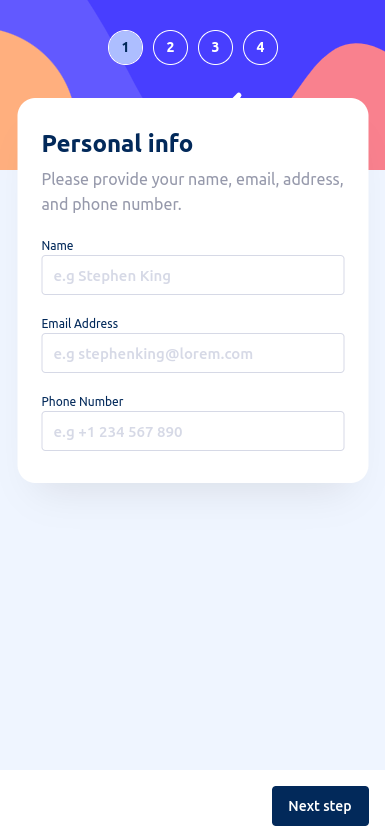 1 2 3 4
Personal info
Please provide your name, email, address,
and phone number.
Name
e.g Stephen King
Email Address
e.g stephenking@lorem.com
Phone Number
e.g +1 234 567 890
Next step